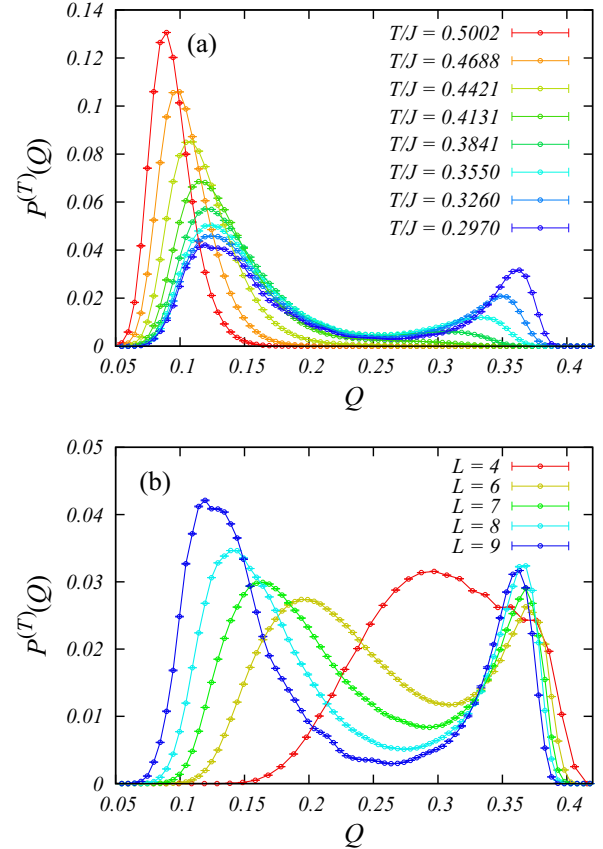 0.14
0.12
0.1
0.08
0.06
0.04
0.02
0
P(T)(Q)
(a)
T/J = 0.5002
T/J = 0.4688
T/J = 0.4421
T/J = 0.4131
T/J = 0.3841
T/J = 0.3550
T/J = 0.3260
T/J = 0.2970
0.05 0.1 0.15 0.2 0.25 0.3 0.35 0.4
Q
0.05
0.04
0.03
0.02
0.01
0
P(T)(Q)
(b)
L = 4
L = 6
L = 7
L = 8
L = 9
0.05 0.1 0.15 0.2 0.25 0.3 0.35 0.4
Q